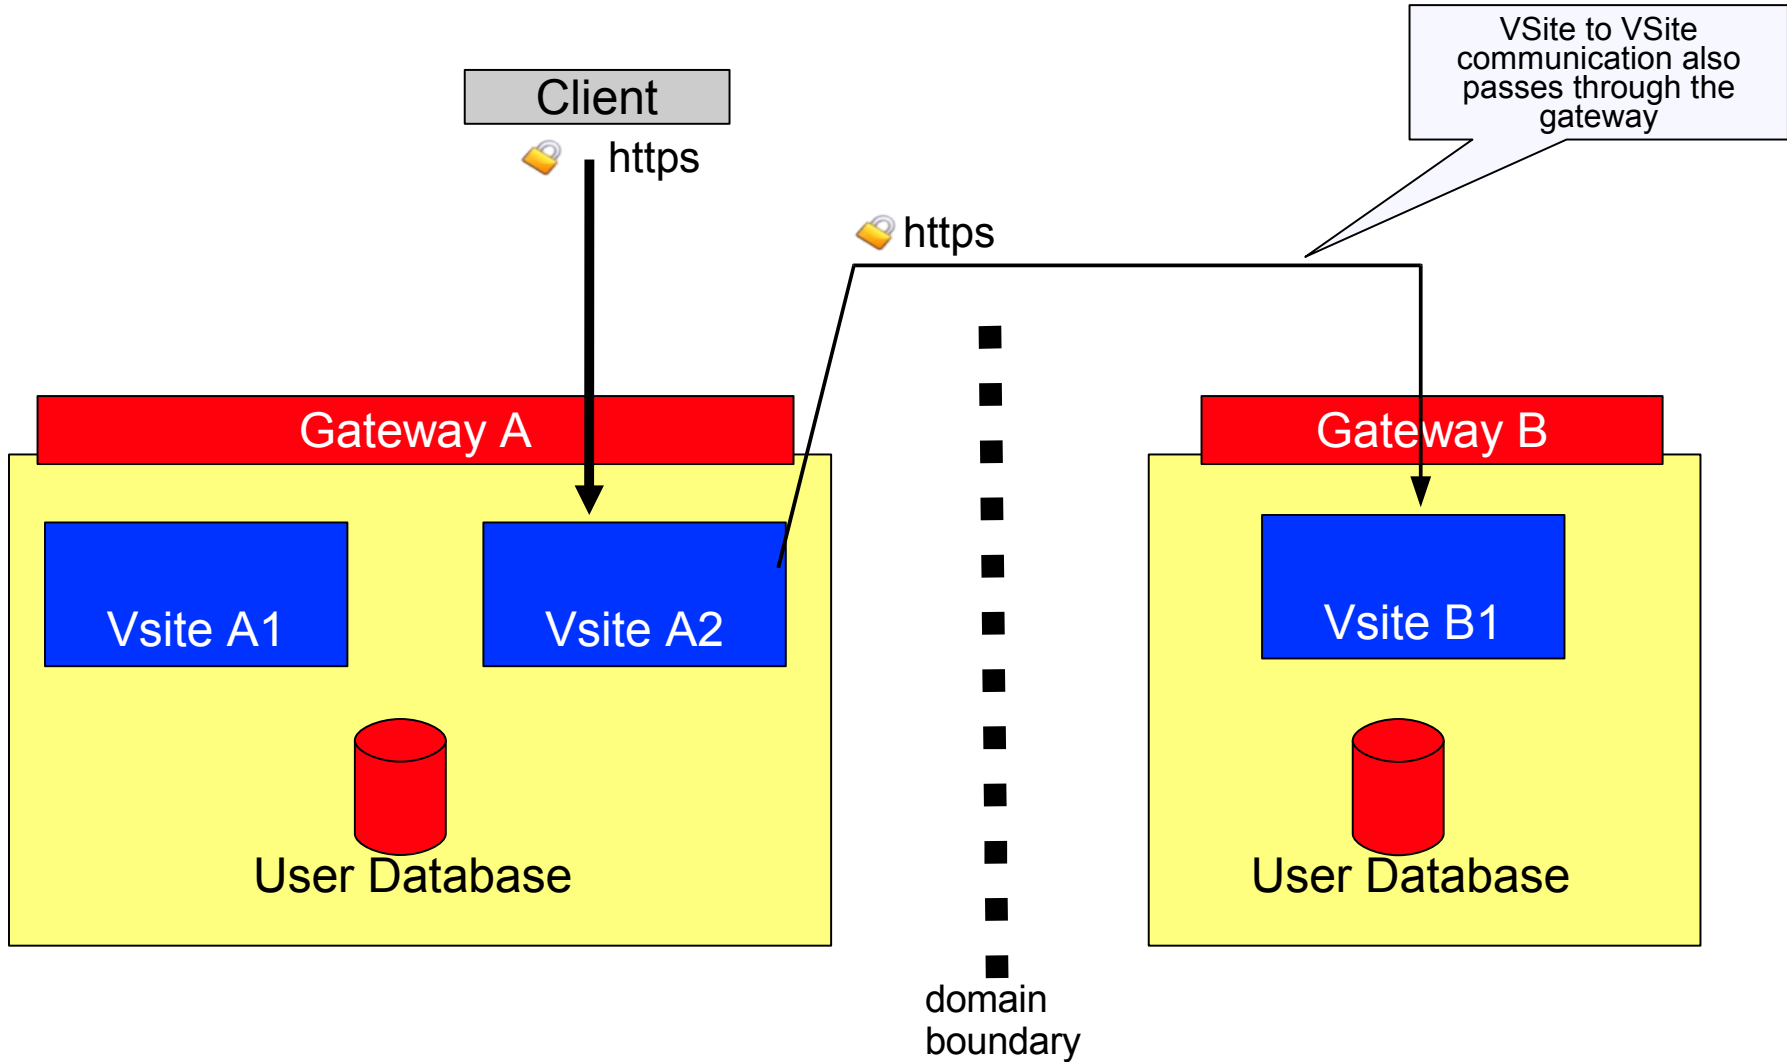 VSite to VSite
communication also
passes through the
gateway
Client
https
https
Gateway A
Gateway B
Vsite A1
Vsite A2
Vsite B1
User Database
User Database
domain
boundary